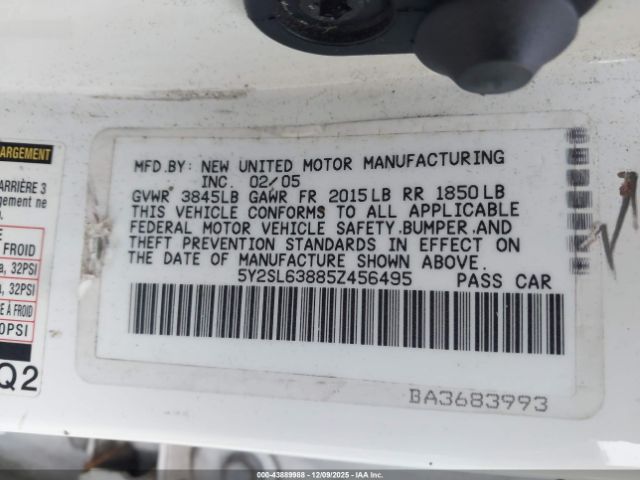 ARGEMENT
ARRIÈRE 3
argement ne
FROID
a, 32PSI
a, 32PSI
E À FROID
0PSI
Q2
MFD.BY: NEW UNITED MOTOR MANUFACTURING
INC. 02/05
GVWR 3845LB GAWR FR 2015LB RR 1850LB
THIS VEHICLE CONFORMS TO ALL APPLICABLE
FEDERAL MOTOR VEHICLE SAFETY.BUMPER.AND
THEFT PREVENTION STANDARDS IN EFFECT ON
THE DATE OF MANUFACTURE SHOWN ABOVE.
5Y2SL63885Z456495 PASS CAR
BA3683993
000-43889988 - 12/09/2025 - IAA Inc.